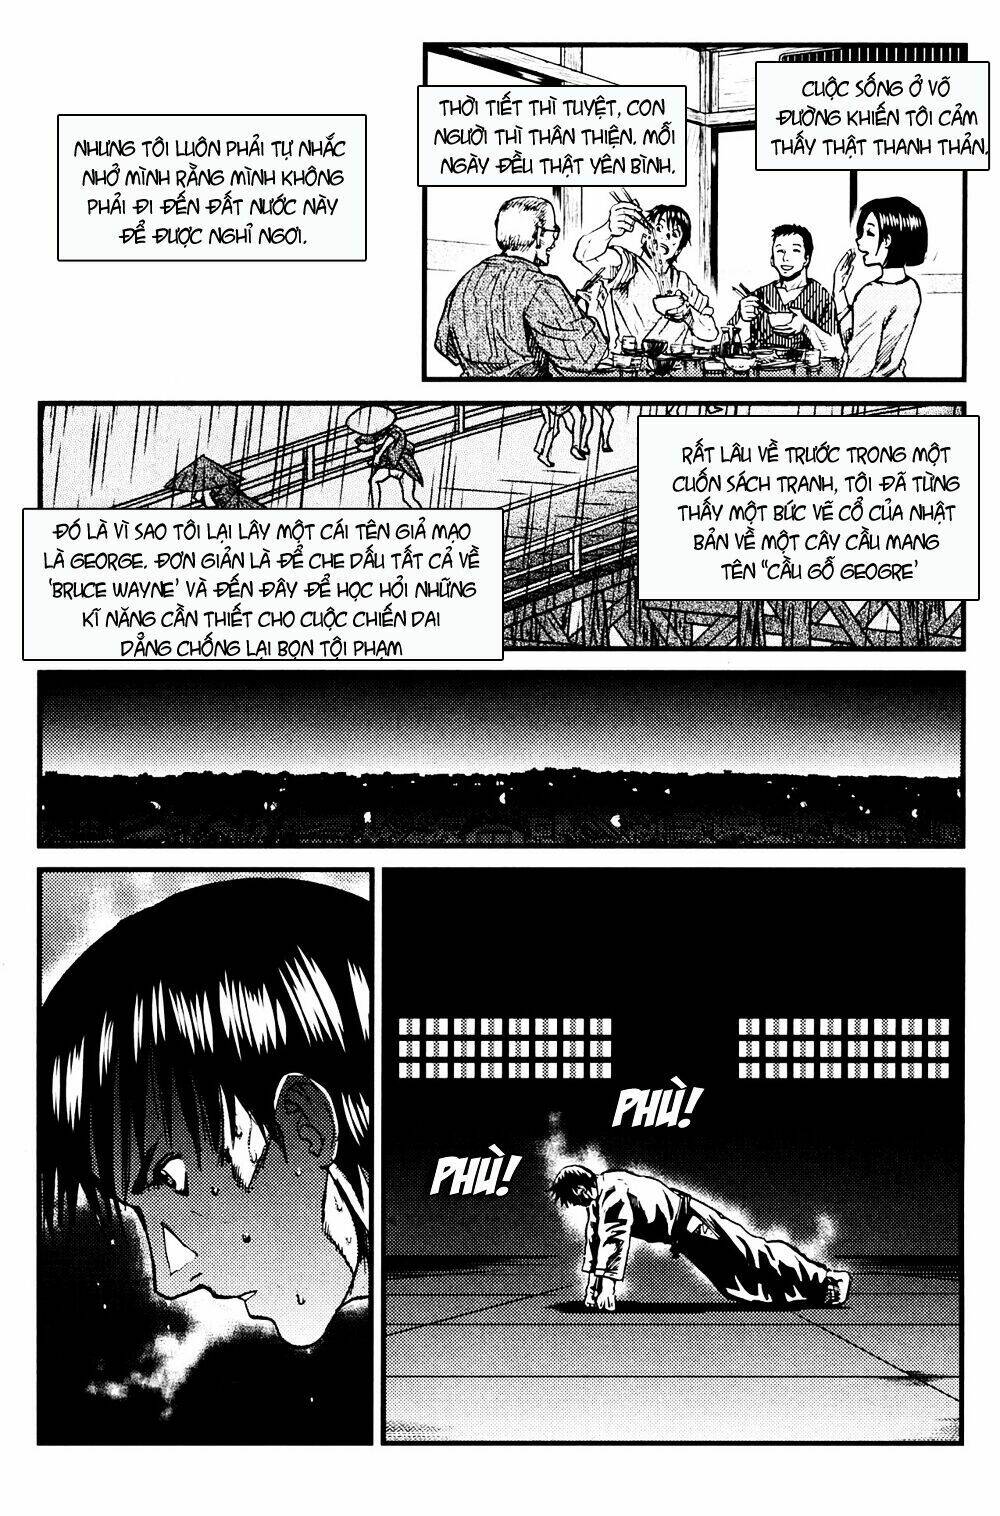 CUỘC SỐNG Ở VÕ
ĐƯỜNG KHIẾN TÔI CẢM
THẤY THẬT THANH THẢN.
THỜI TIẾT THÌ TUYỆT, CON
NGƯỜI THÌ THÂN THIỆN. MỖI
NGÀY ĐỀU THẬT YÊN BÌNH.
NHƯNG TÔI LUÔN PHẢI TỰ NHẮC
NHỞ MÌNH RẰNG MÌNH KHÔNG
PHẢI ĐI ĐẾN ĐẤT NƯỚC NÀY
ĐỂ ĐƯỢC NGHỈ NGƠI.
RẤT LÂU VỀ TRƯỚC TRONG MỘT
CUỐN SÁCH TRANH, TÔI ĐÃ TỪNG
THẤY MỘT BỨC VẼ CỔ CỦA NHẬT
BẢN VỀ MỘT CÂY CẦU MANG
TÊN "CẦU GỖ GEOGRE'
ĐÓ LÀ VÌ SAO TÔI LẠI LÂY MỘT CÁI TÊN GIẢ MẠO
LÀ GEORGE. ĐƠN GIẢN LÀ ĐỂ CHE DẤU TẤT CẢ VỀ
'BRUCE WAYNE' VÀ ĐẾN ĐÂY ĐỂ HỌC HỎI NHỮNG
KĨ NĂNG CẦN THIẾT CHO CUỘC CHIẾN DAI
DẲNG CHỐNG LẠI BỌN TỘI PHẠM
PHÙ!
PHÙ!